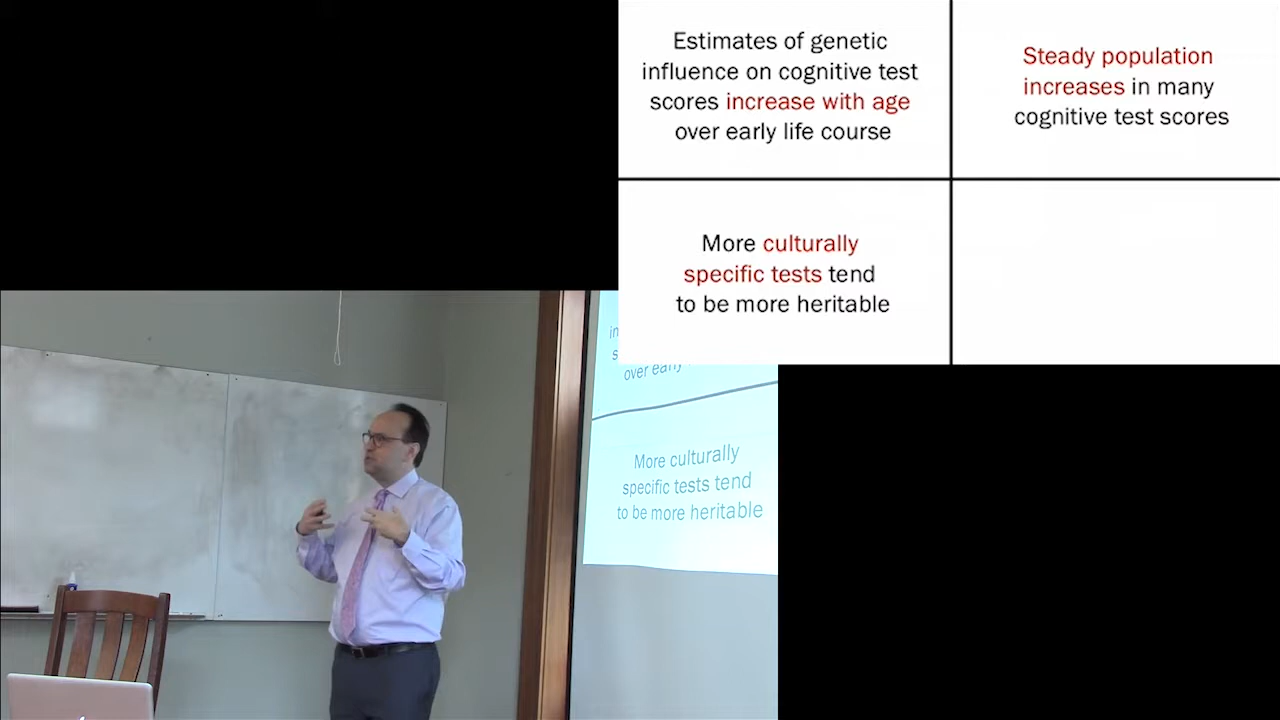 Estimates of genetic
influence on cognitive test
scores increase with age
over early life course
Steady population
increases in many
cognitive test scores
More culturally
specific tests tend
to be more heritable
over early
More culturally
specific tests tend
to be more heritable